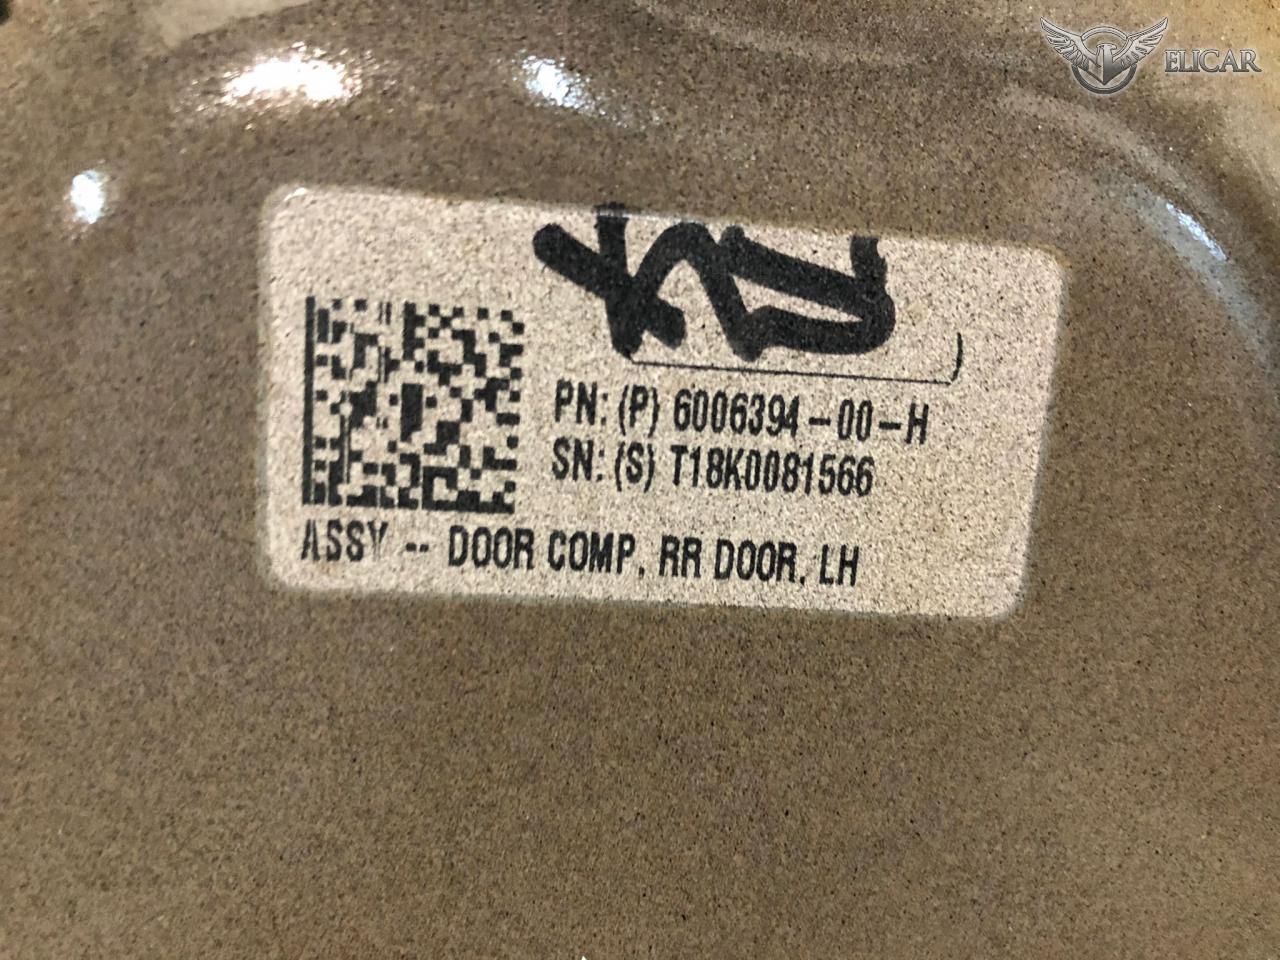 ELICAR
PN: (P) 6006394-00-H
SN: (S) T18K0081566
ASSY -- DOOR COMP, RR DOOR, LH